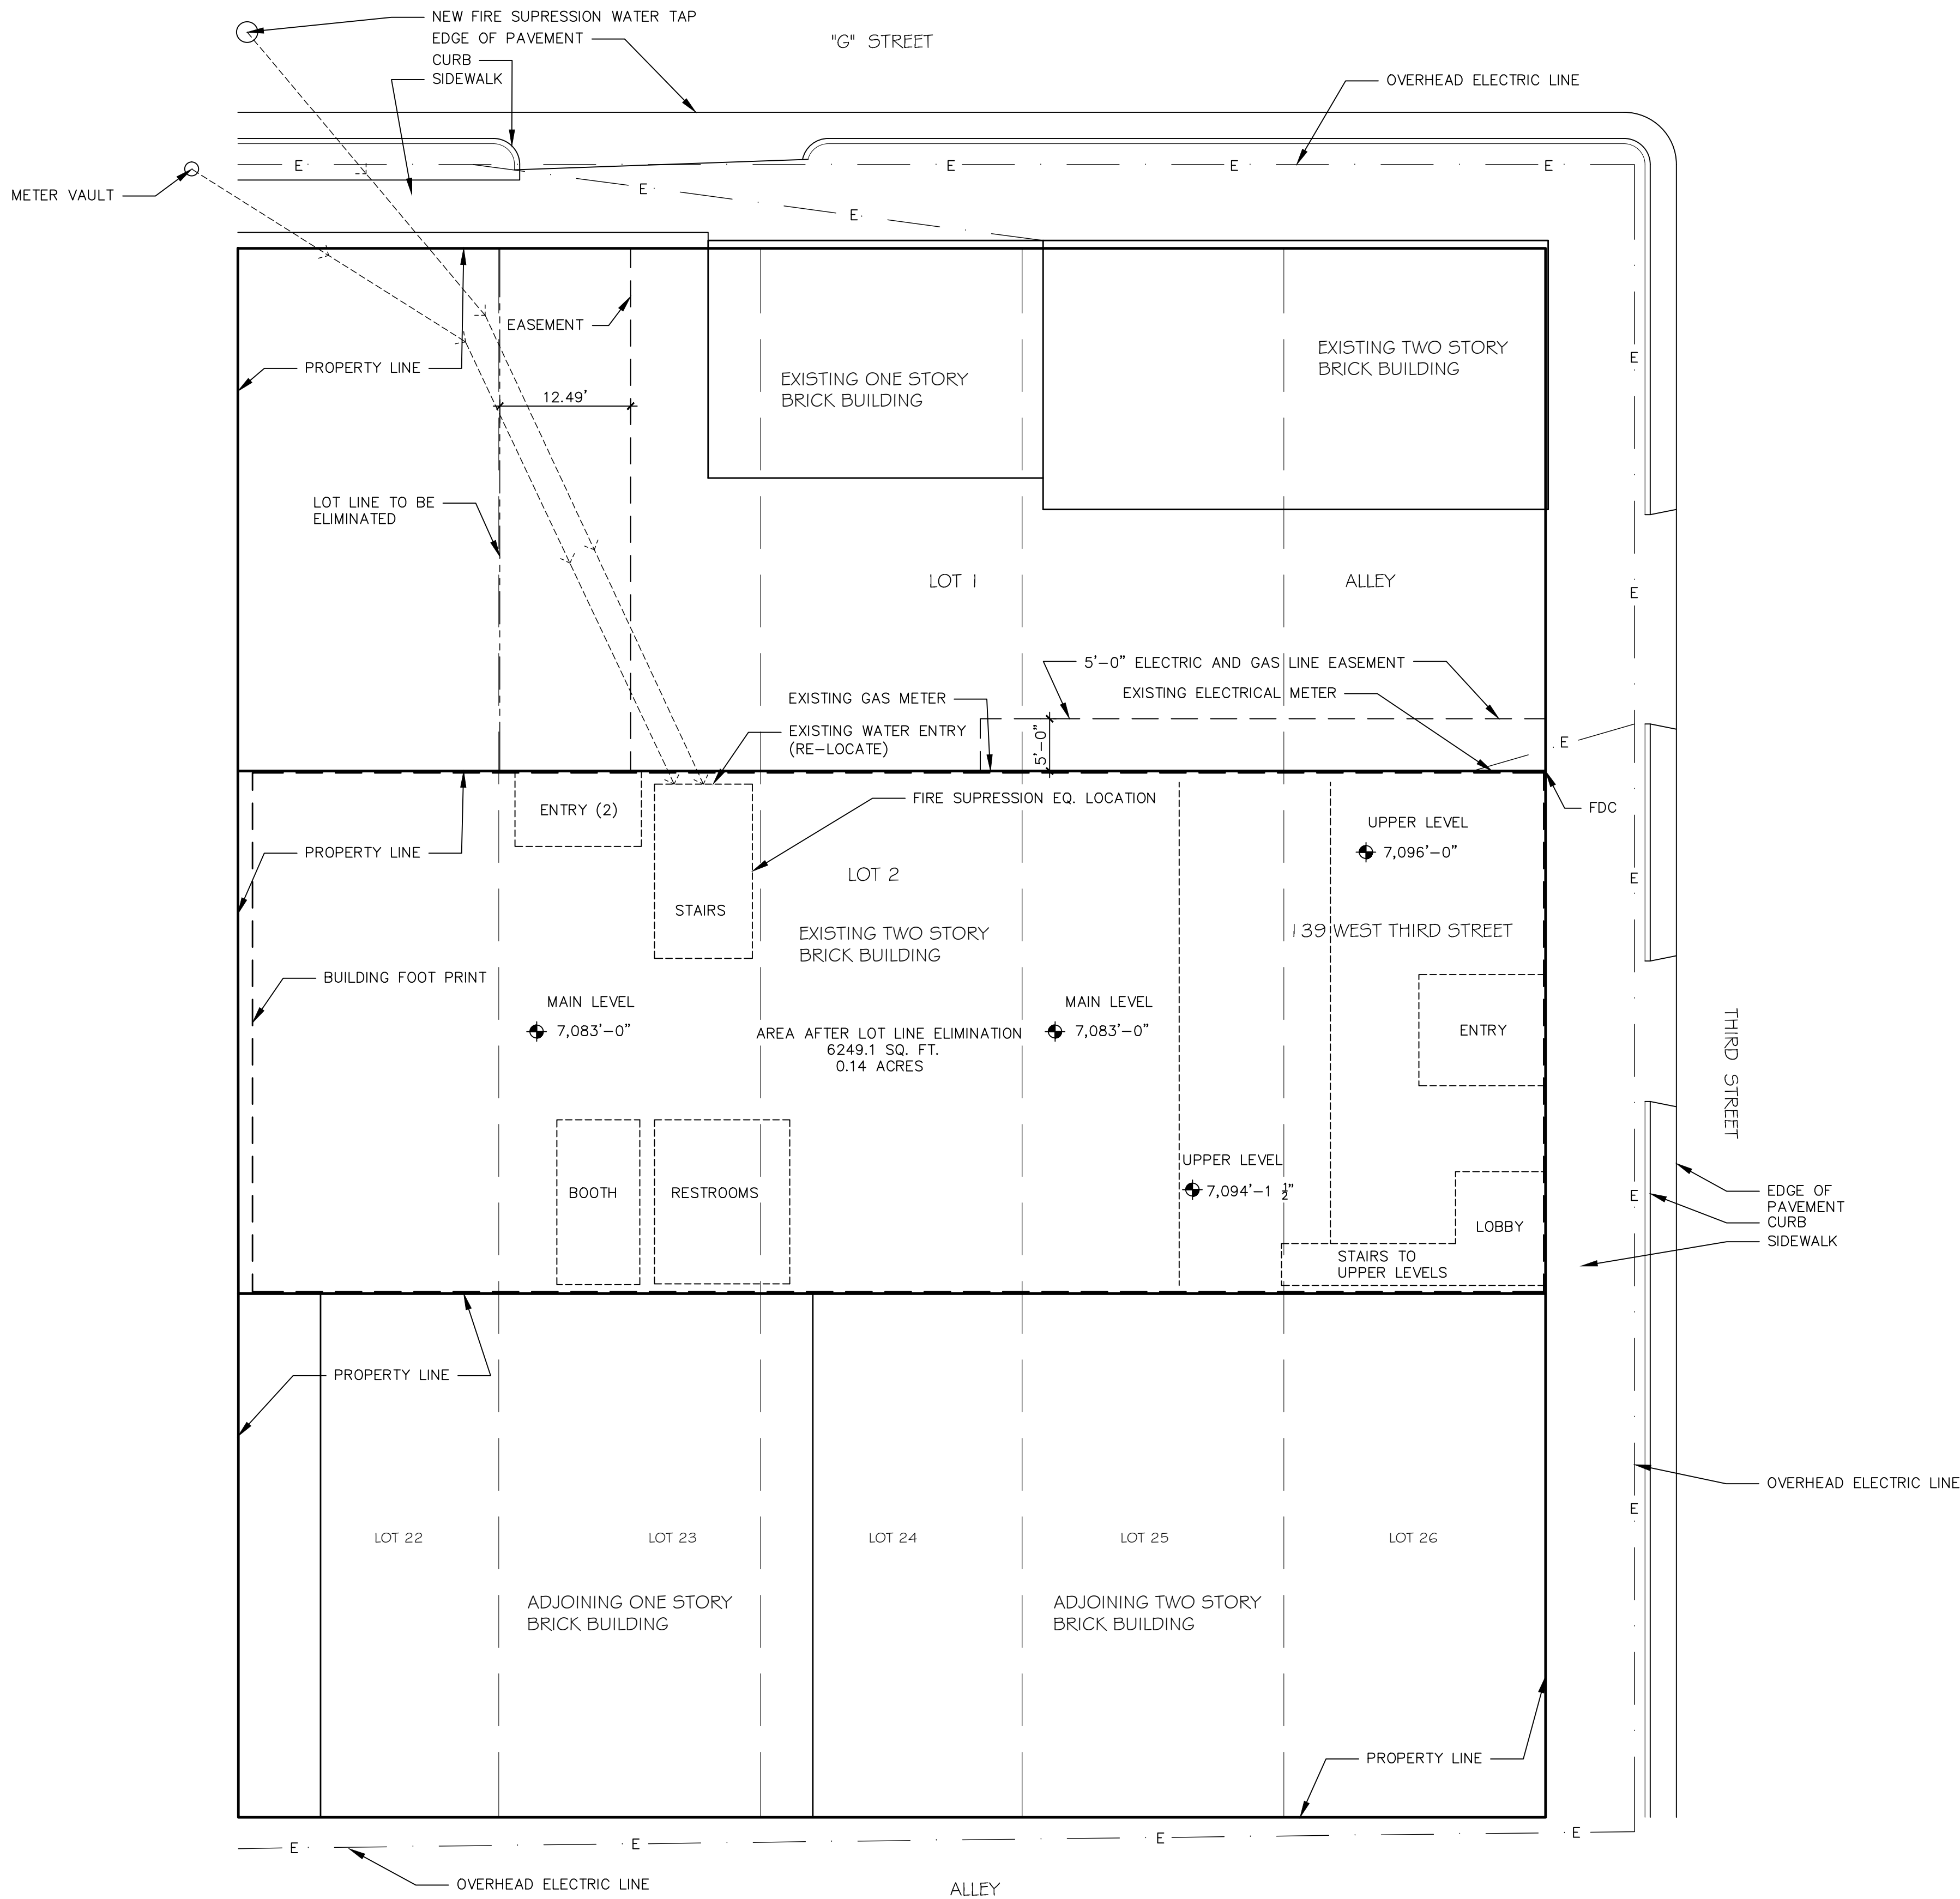 NEW FIRE SUPRESSION WATER TAP
EDGE OF PAVEMENT
CURB
SIDEWALK
"G" STREET
OVERHEAD ELECTRIC LINE
E
E
E
E
E
E
METER VAULT
EASEMENT
PROPERTY LINE
12.49'
EXISTING ONE STORY
BRICK BUILDING
EXISTING TWO STORY
BRICK BUILDING
E
LOT LINE TO BE
ELIMINATED
LOT 1
ALLEY
E
5'-0" ELECTRIC AND GAS LINE EASEMENT
EXISTING GAS METER
EXISTING ELECTRICAL METER
EXISTING WATER ENTRY
(RE-LOCATE)
5'-0"
E
ENTRY (2)
FIRE SUPRESSION EQ. LOCATION
FDC
UPPER LEVEL
7,096'-0"
PROPERTY LINE
LOT 2
E
STAIRS
EXISTING TWO STORY
BRICK BUILDING
139 WEST THIRD STREET
BUILDING FOOT PRINT
MAIN LEVEL
7,083'-0"
AREA AFTER LOT LINE ELIMINATION
6249.1 SQ. FT.
0.14 ACRES
MAIN LEVEL
7,083'-0"
ENTRY
THIRD STREET
BOOTH
RESTROOMS
UPPER LEVEL
7,094'-1 ½"
LOBBY
STAIRS TO
UPPER LEVELS
E
EDGE OF
PAVEMENT
CURB
SIDEWALK
PROPERTY LINE
OVERHEAD ELECTRIC LINE
E
LOT 22
LOT 23
LOT 24
LOT 25
LOT 26
ADJOINING ONE STORY
BRICK BUILDING
ADJOINING TWO STORY
BRICK BUILDING
PROPERTY LINE
E
E
E
E
OVERHEAD ELECTRIC LINE
ALLEY